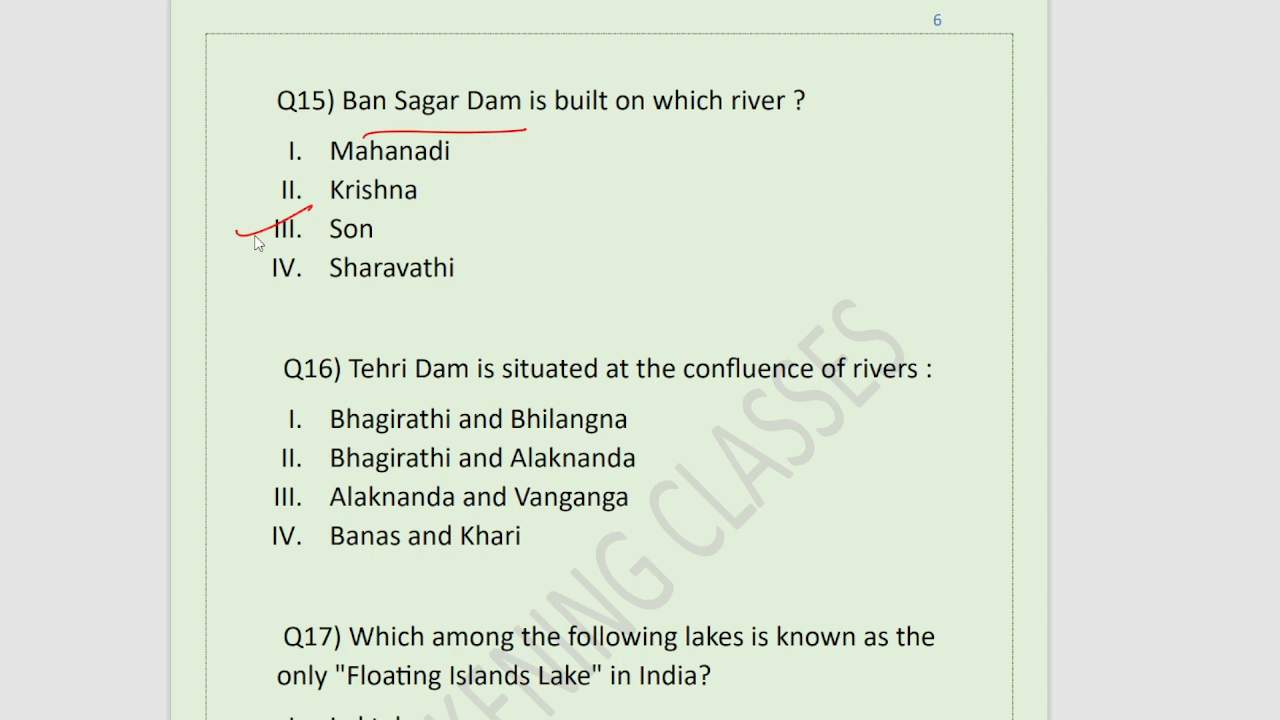 6
Q15) Ban Sagar Dam is built on which river ?
I. Mahanadi
II. Krishna
III. Son
IV. Sharavathi
Q16) Tehri Dam is situated at the confluence of rivers :
I. Bhagirathi and Bhilangna
II. Bhagirathi and Alaknanda
III. Alaknanda and Vanganga
IV. Banas and Khari
Q17) Which among the following lakes is known as the
only "Floating Islands Lake" in India?
CLASSES